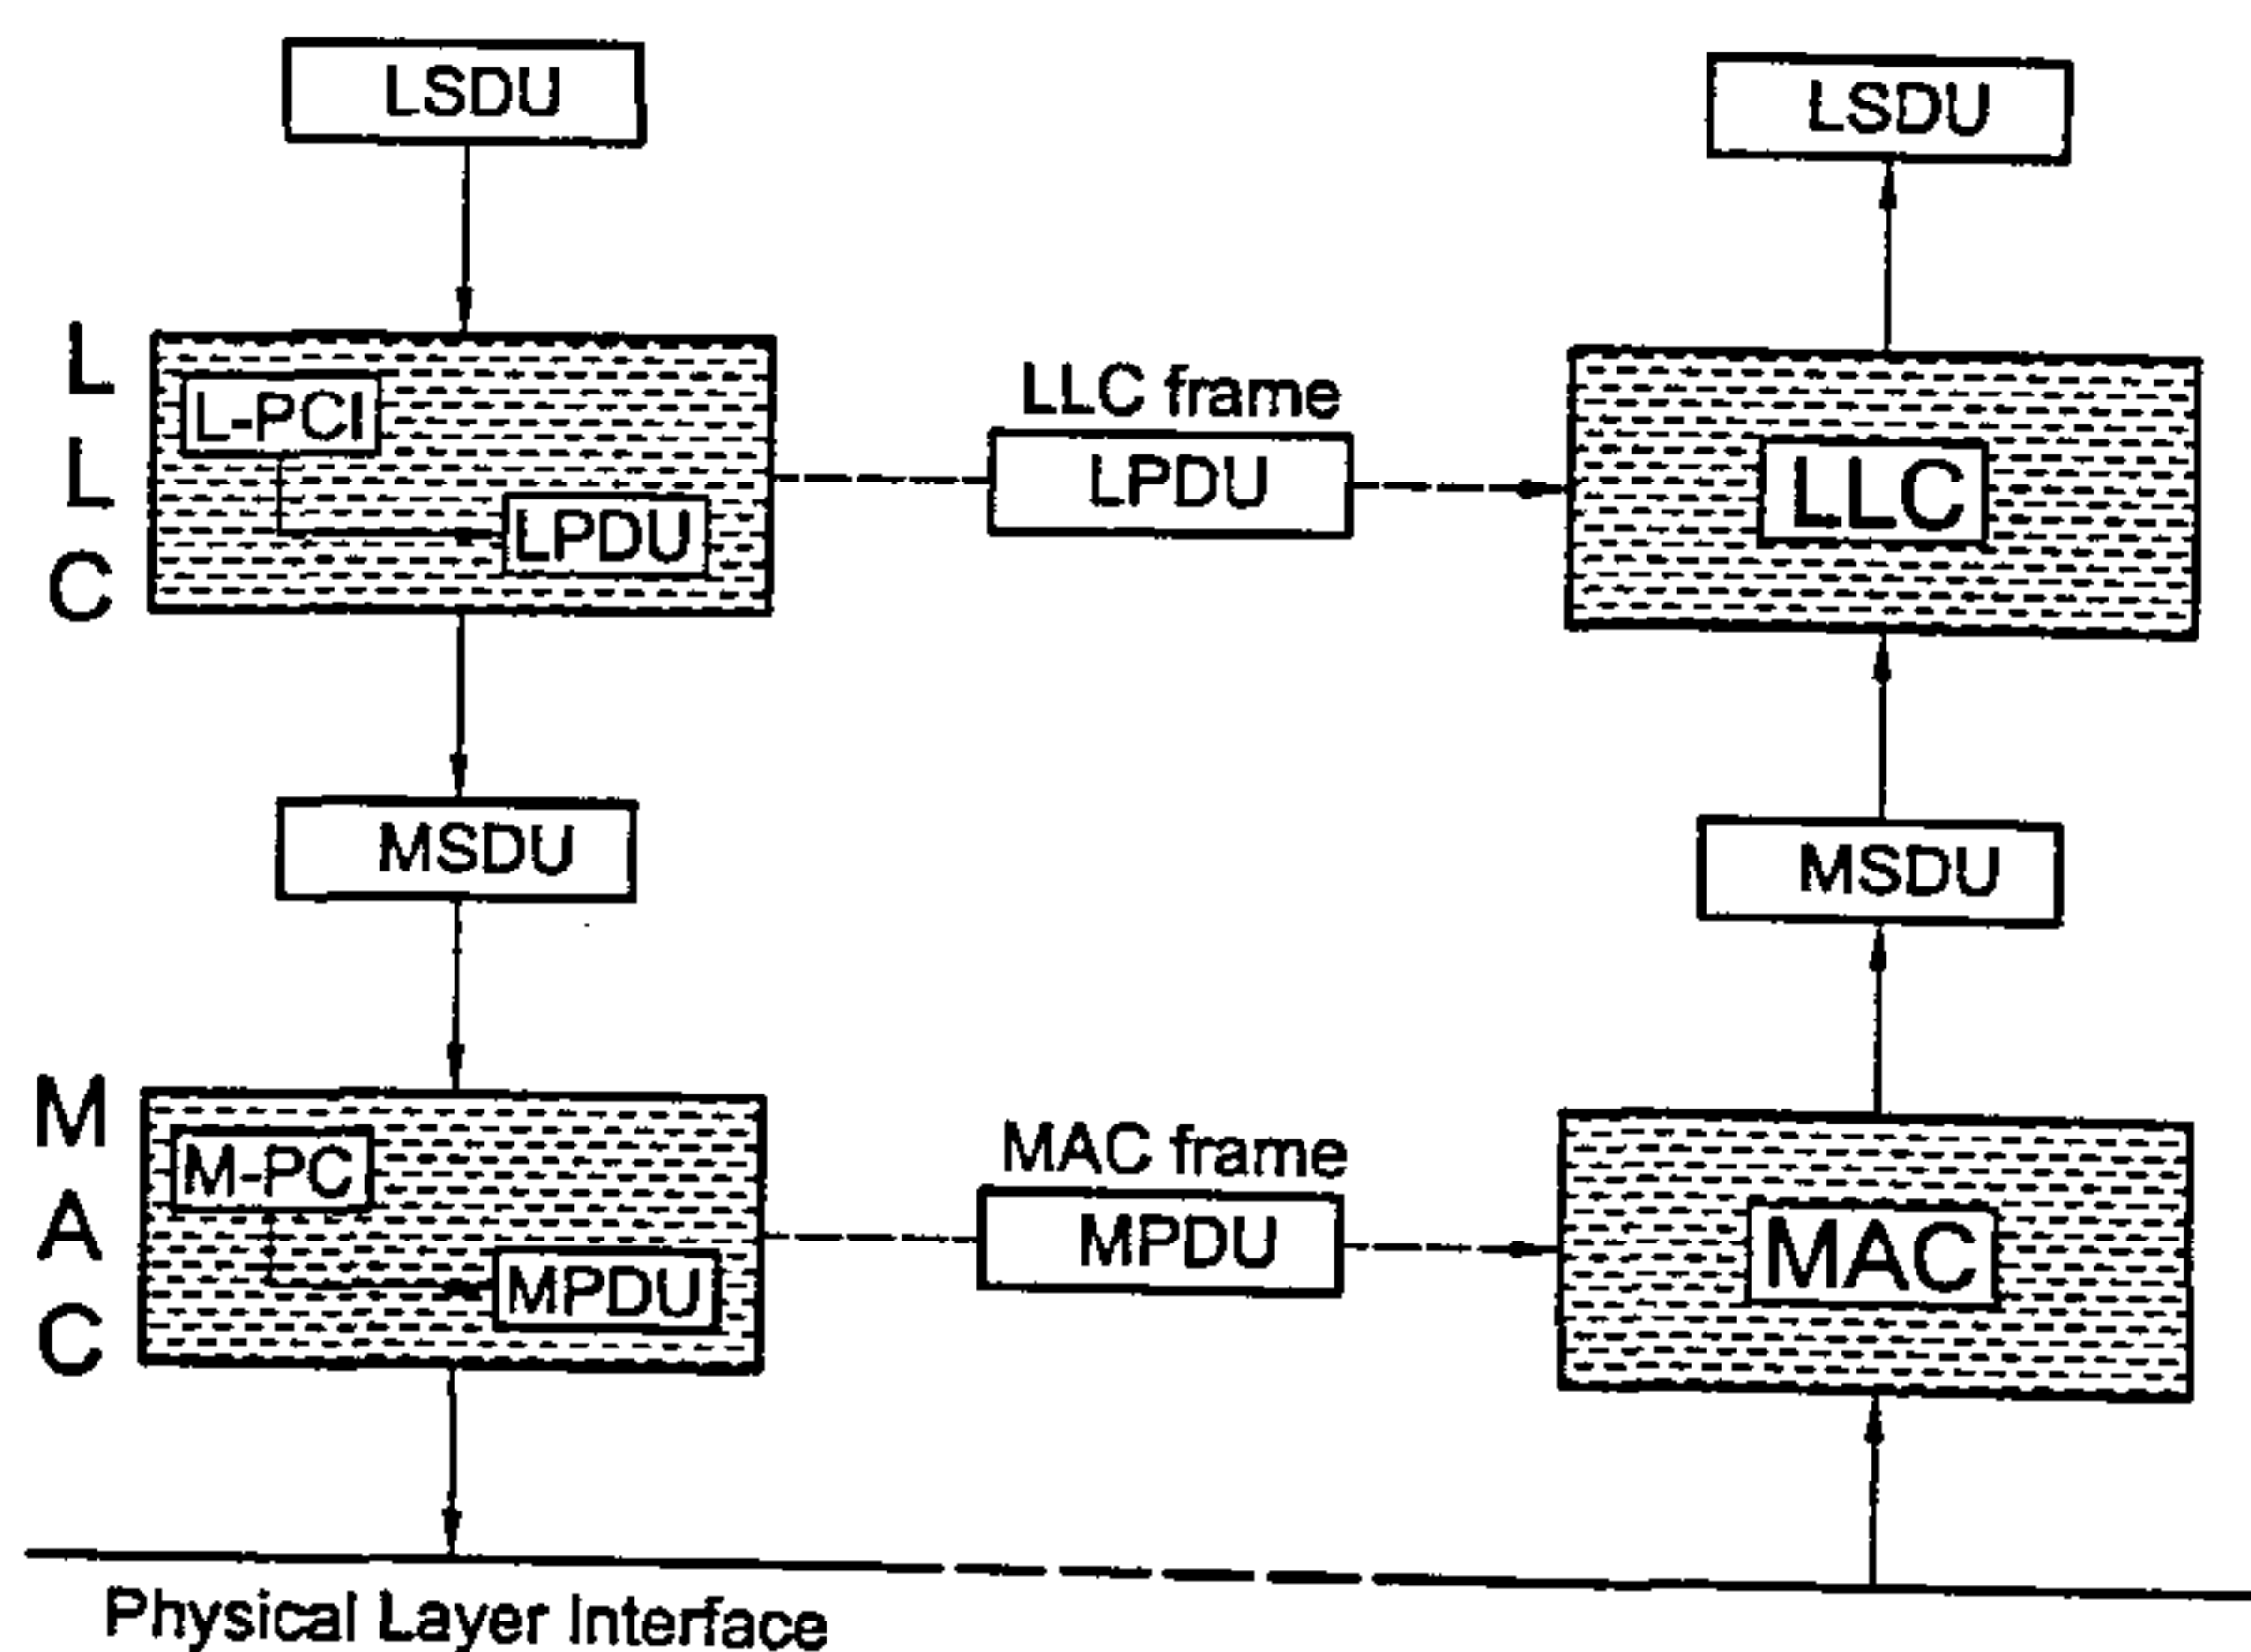 LSDU
LSDU
L
L
C
L-PCI
LPDU
LLC frame
LPDU
LLC
MSDU
MSDU
M
A
C
M-PC
MPDU
MAC frame
MPDU
MAC
Physical Layer Interface